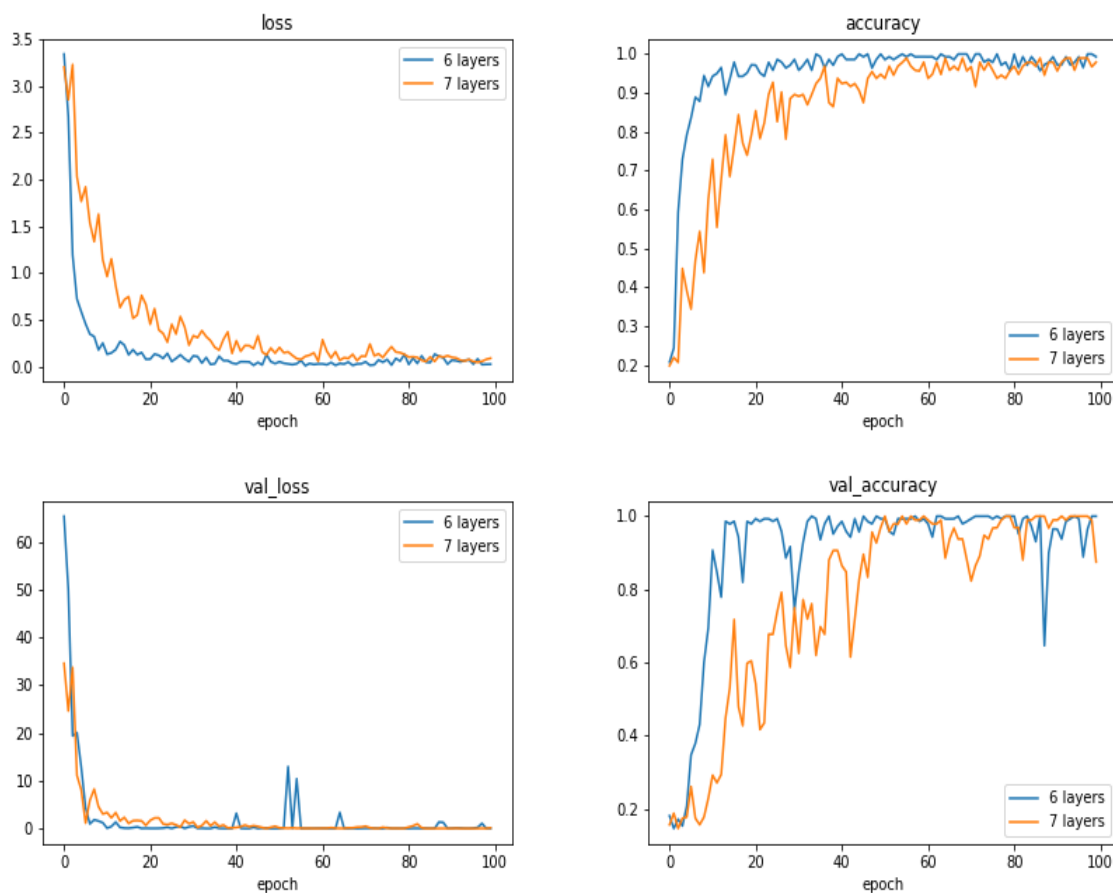 loss
3.5
3.0
2.5
2.0
1.5
1.0
0.5
0.0
6 layers
7 layers
0 20 40 60 80 100
epoch
accuracy
1.0
0.9
0.8
0.7
0.6
0.5
0.4
0.3
0.2
6 layers
7 layers
0 20 40 60 80 100
epoch
val_loss
60
50
40
30
20
10
0
6 layers
7 layers
0 20 40 60 80 100
epoch
val_accuracy
1.0
0.8
0.6
0.4
0.2
6 layers
7 layers
0 20 40 60 80 100
epoch